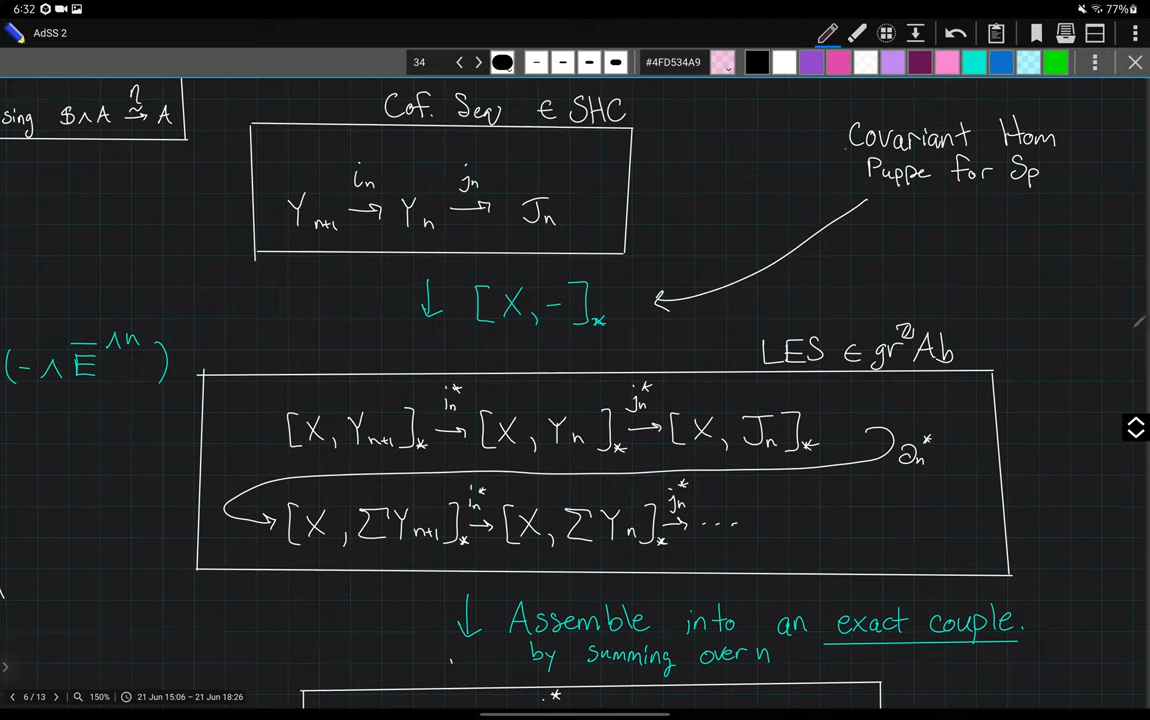 6:32
77%
AdSS 2
34
#4FD534A9
sing $∧A →^η_≃ A
Cof. Seq ∈ SHC
Y_{n+1} →^{i_n} Y_n →^{j_n} J_n
Covariant Hom
Puppe for Sp
↓ [X, -]_*
(-∧Ē^{∧n})
LES ∈ gr^ℤ Ab
[X, Y_{n+1}]_* →^{i_n^*} [X, Y_n]_* →^{j_n^*} [X, J_n]_* ∂_n^*
[X, ΣY_{n+1}]_* →^{i_n^*} [X, ΣY_n]_* →^{j_n^*} ...
↓ Assemble into an exact couple.
by summing over n
6 / 13
150%
21 Jun 15:06 – 21 Jun 18:26